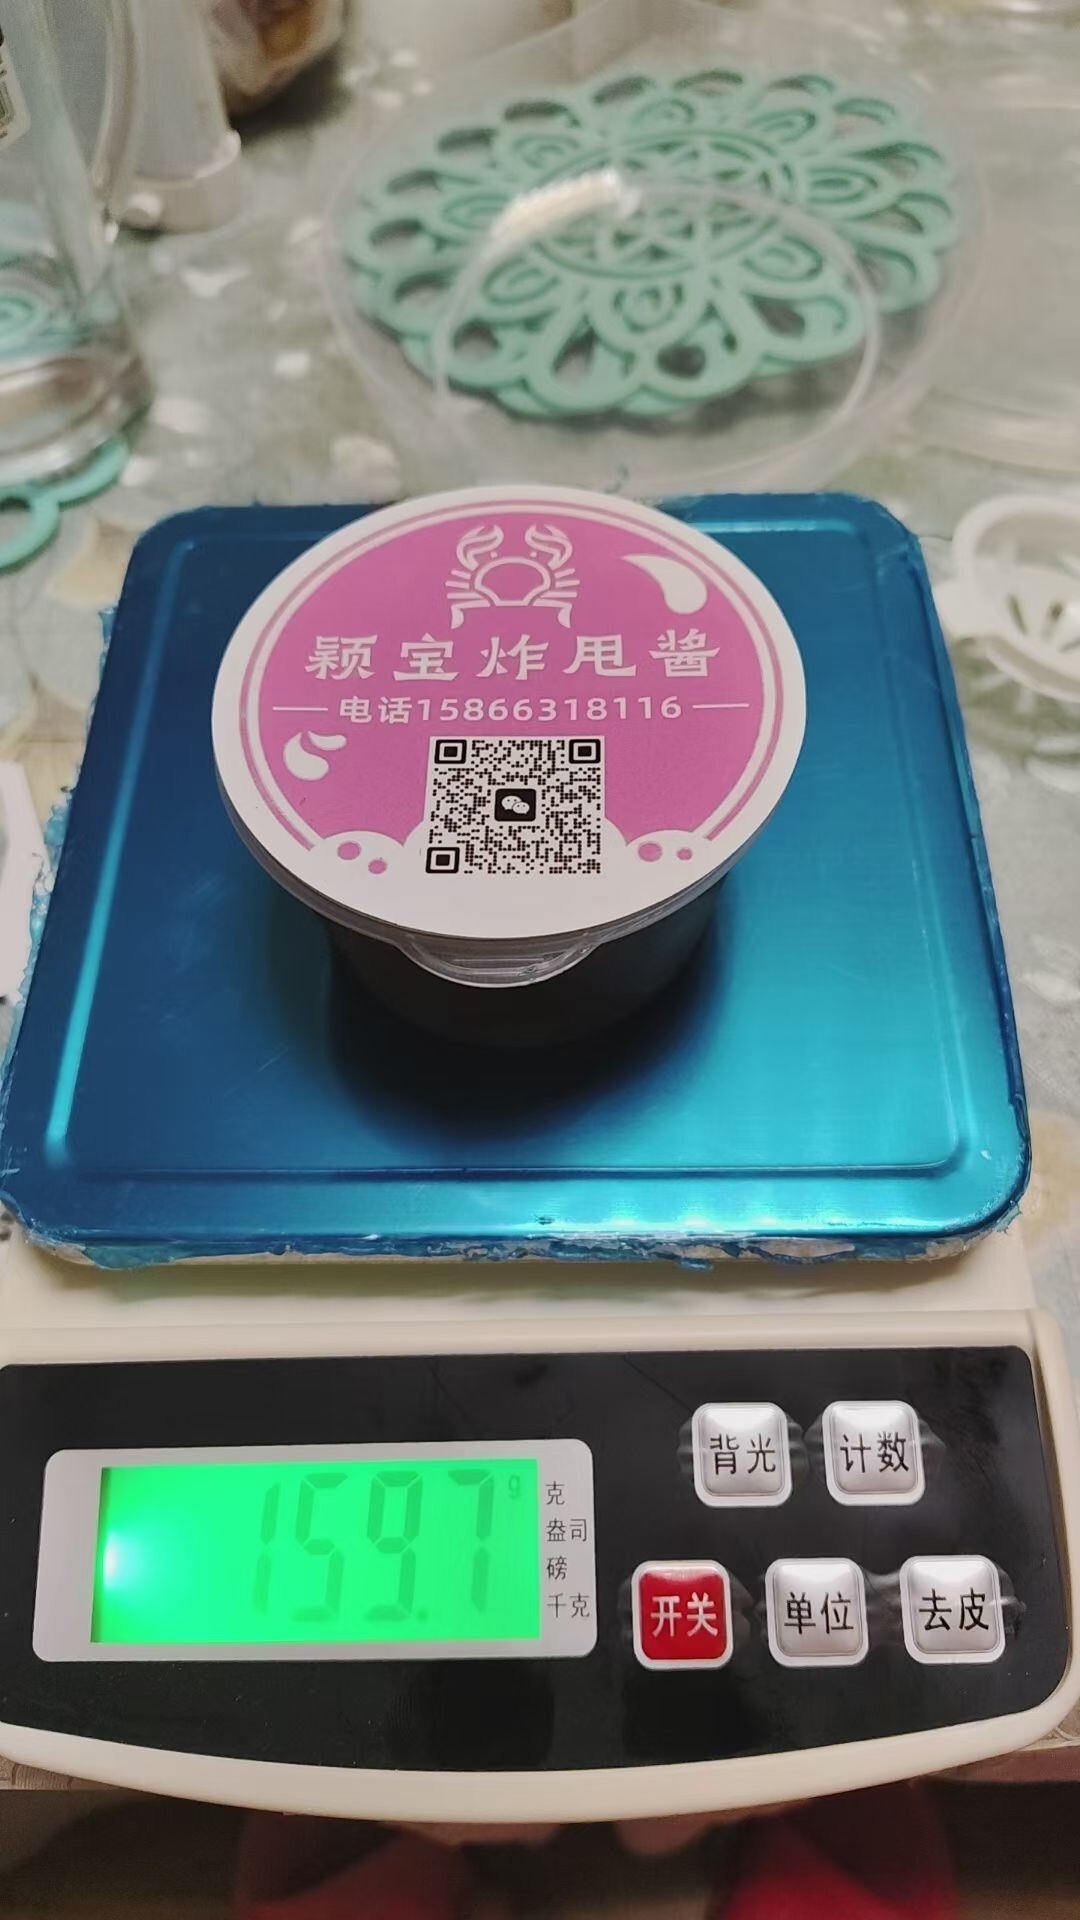 颖宝炸甩酱
电话15866318116
159.7 g
克
盎司
磅
千克
背光 计数
开关 单位 去皮